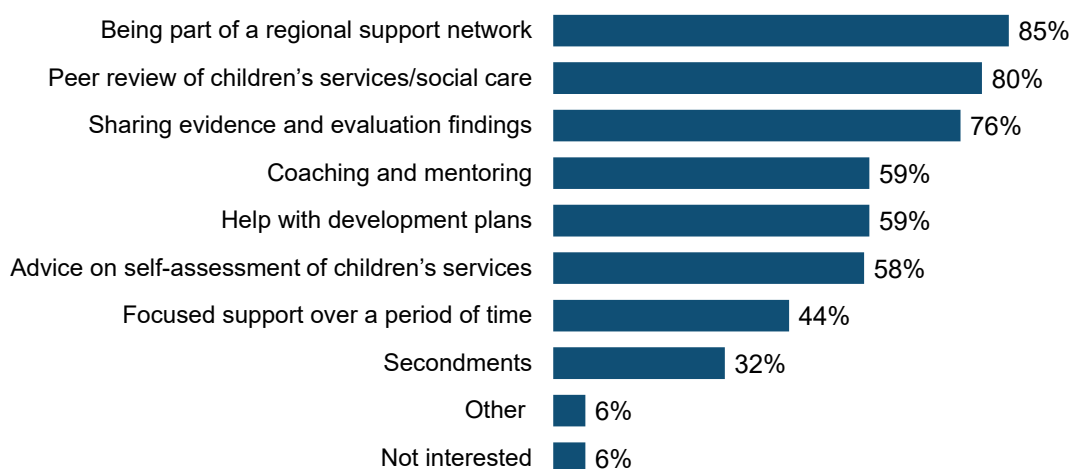 Being part of a regional support network 85%
Peer review of children’s services/social care 80%
Sharing evidence and evaluation findings 76%
Coaching and mentoring 59%
Help with development plans 59%
Advice on self-assessment of children’s services 58%
Focused support over a period of time 44%
Secondments 32%
Other 6%
Not interested 6%